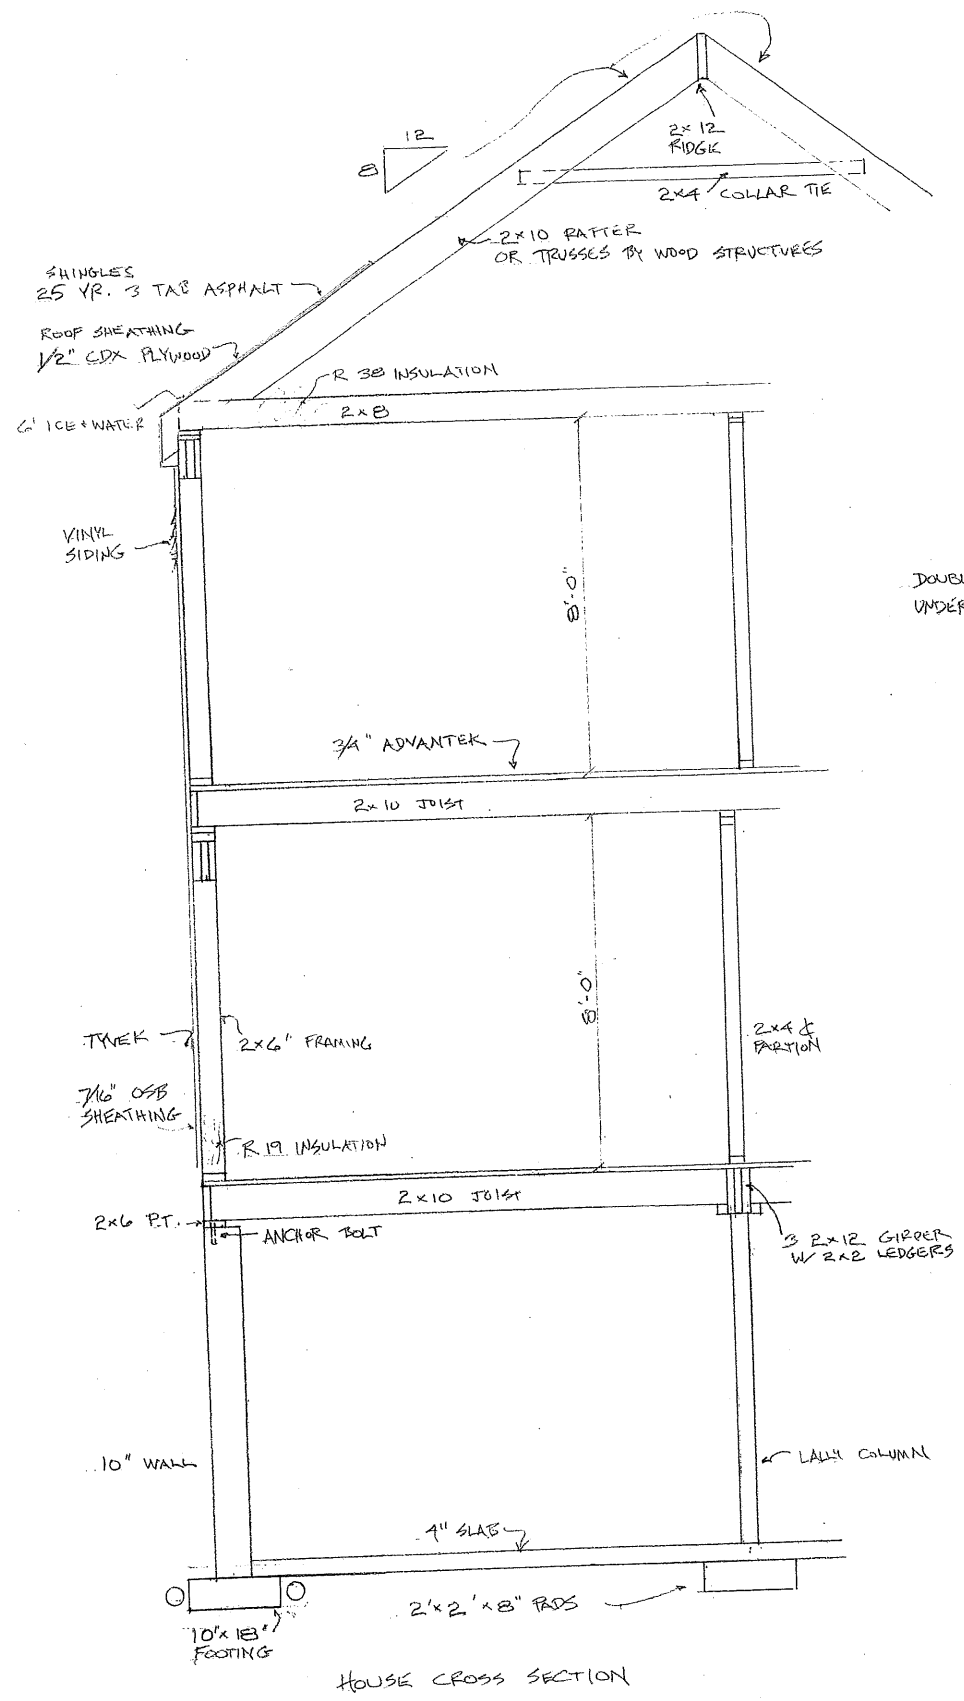 12
8
2x12
RIDGE
2x4 COLLAR TIE
2x10 RAFTER
OR TRUSSES BY WOOD STRUCTURES
SHINGLES
25 YR. 3 TAB ASPHALT
ROOF SHEATHING
1/2" CDX PLYWOOD
R 38 INSULATION
2x8
6' ICE + WATER
VINYL
SIDING
8'-0"
DOUBL
UNDER
3/4" ADVANTEK
2x10 JOIST
8'-0"
TYVEK
2x6" FRAMING
2x4 ¢
PARTION
7/16" OSB
SHEATHING
R 19 INSULATION
2x10 JOIST
2x6 P.T.
ANCHOR BOLT
3 2x12 GIRDER
W/ 2x2 LEDGERS
10" WALL
LALLY COLUMN
4" SLAB
2'x2'x8" PADS
10"x18"
FOOTING
HOUSE CROSS SECTION